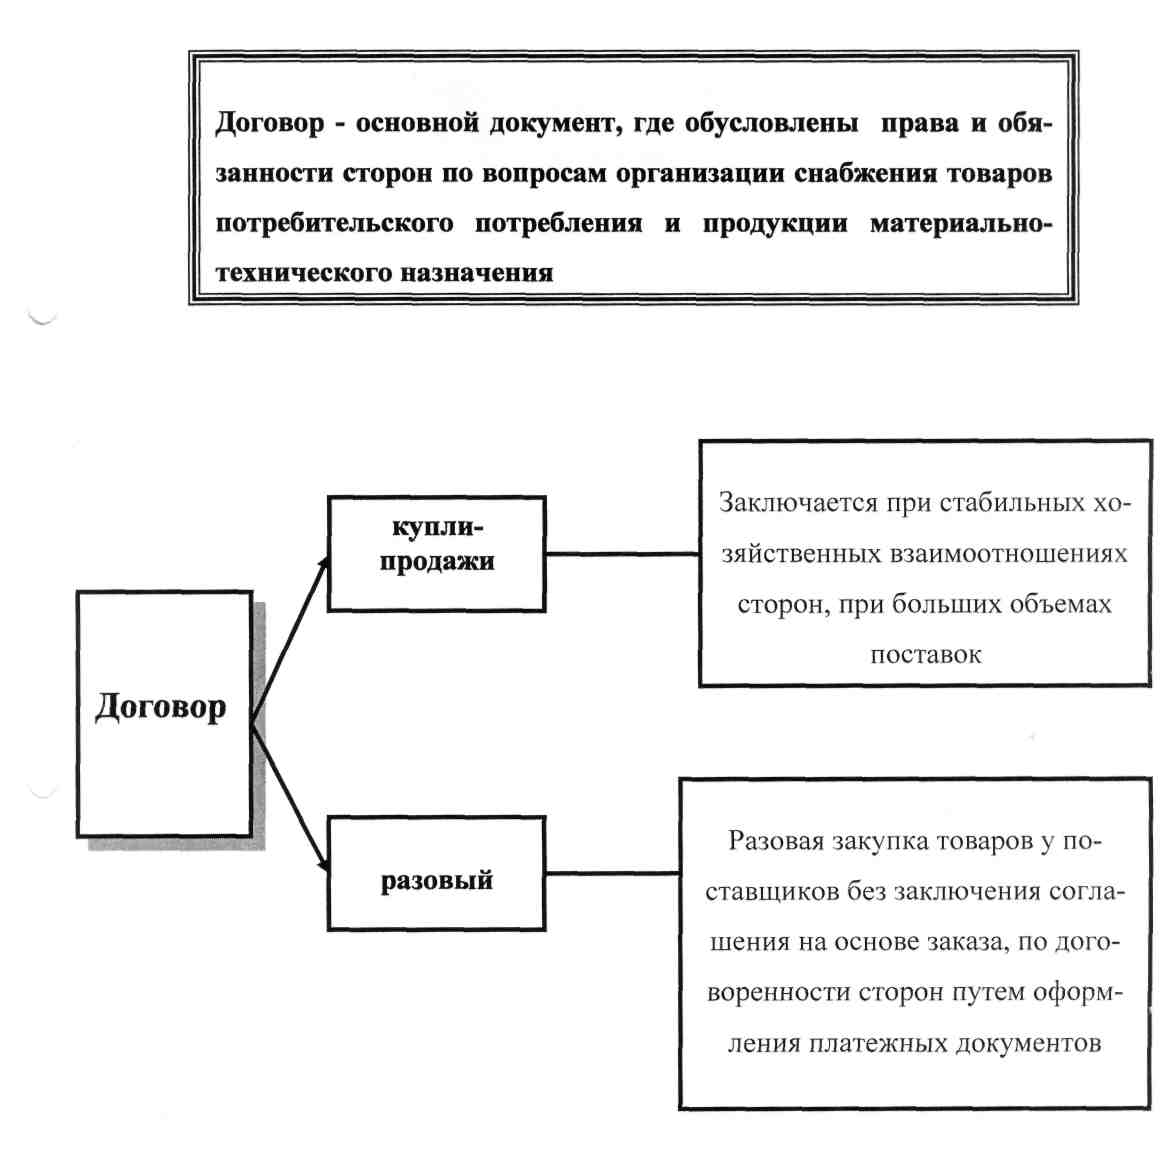 Договор - основной документ, где обусловлены права и обя-
занности сторон по вопросам организации снабжения товаров
потребительского потребления и продукции материально-
технического назначения
купли-
продажи
Заключается при стабильных хо-
зяйственных взаимоотношениях
сторон, при больших объемах
поставок
Договор
разовый
Разовая закупка товаров у по-
ставщиков без заключения согла-
шения на основе заказа, по дого-
воренности сторон путем оформ-
ления платежных документов